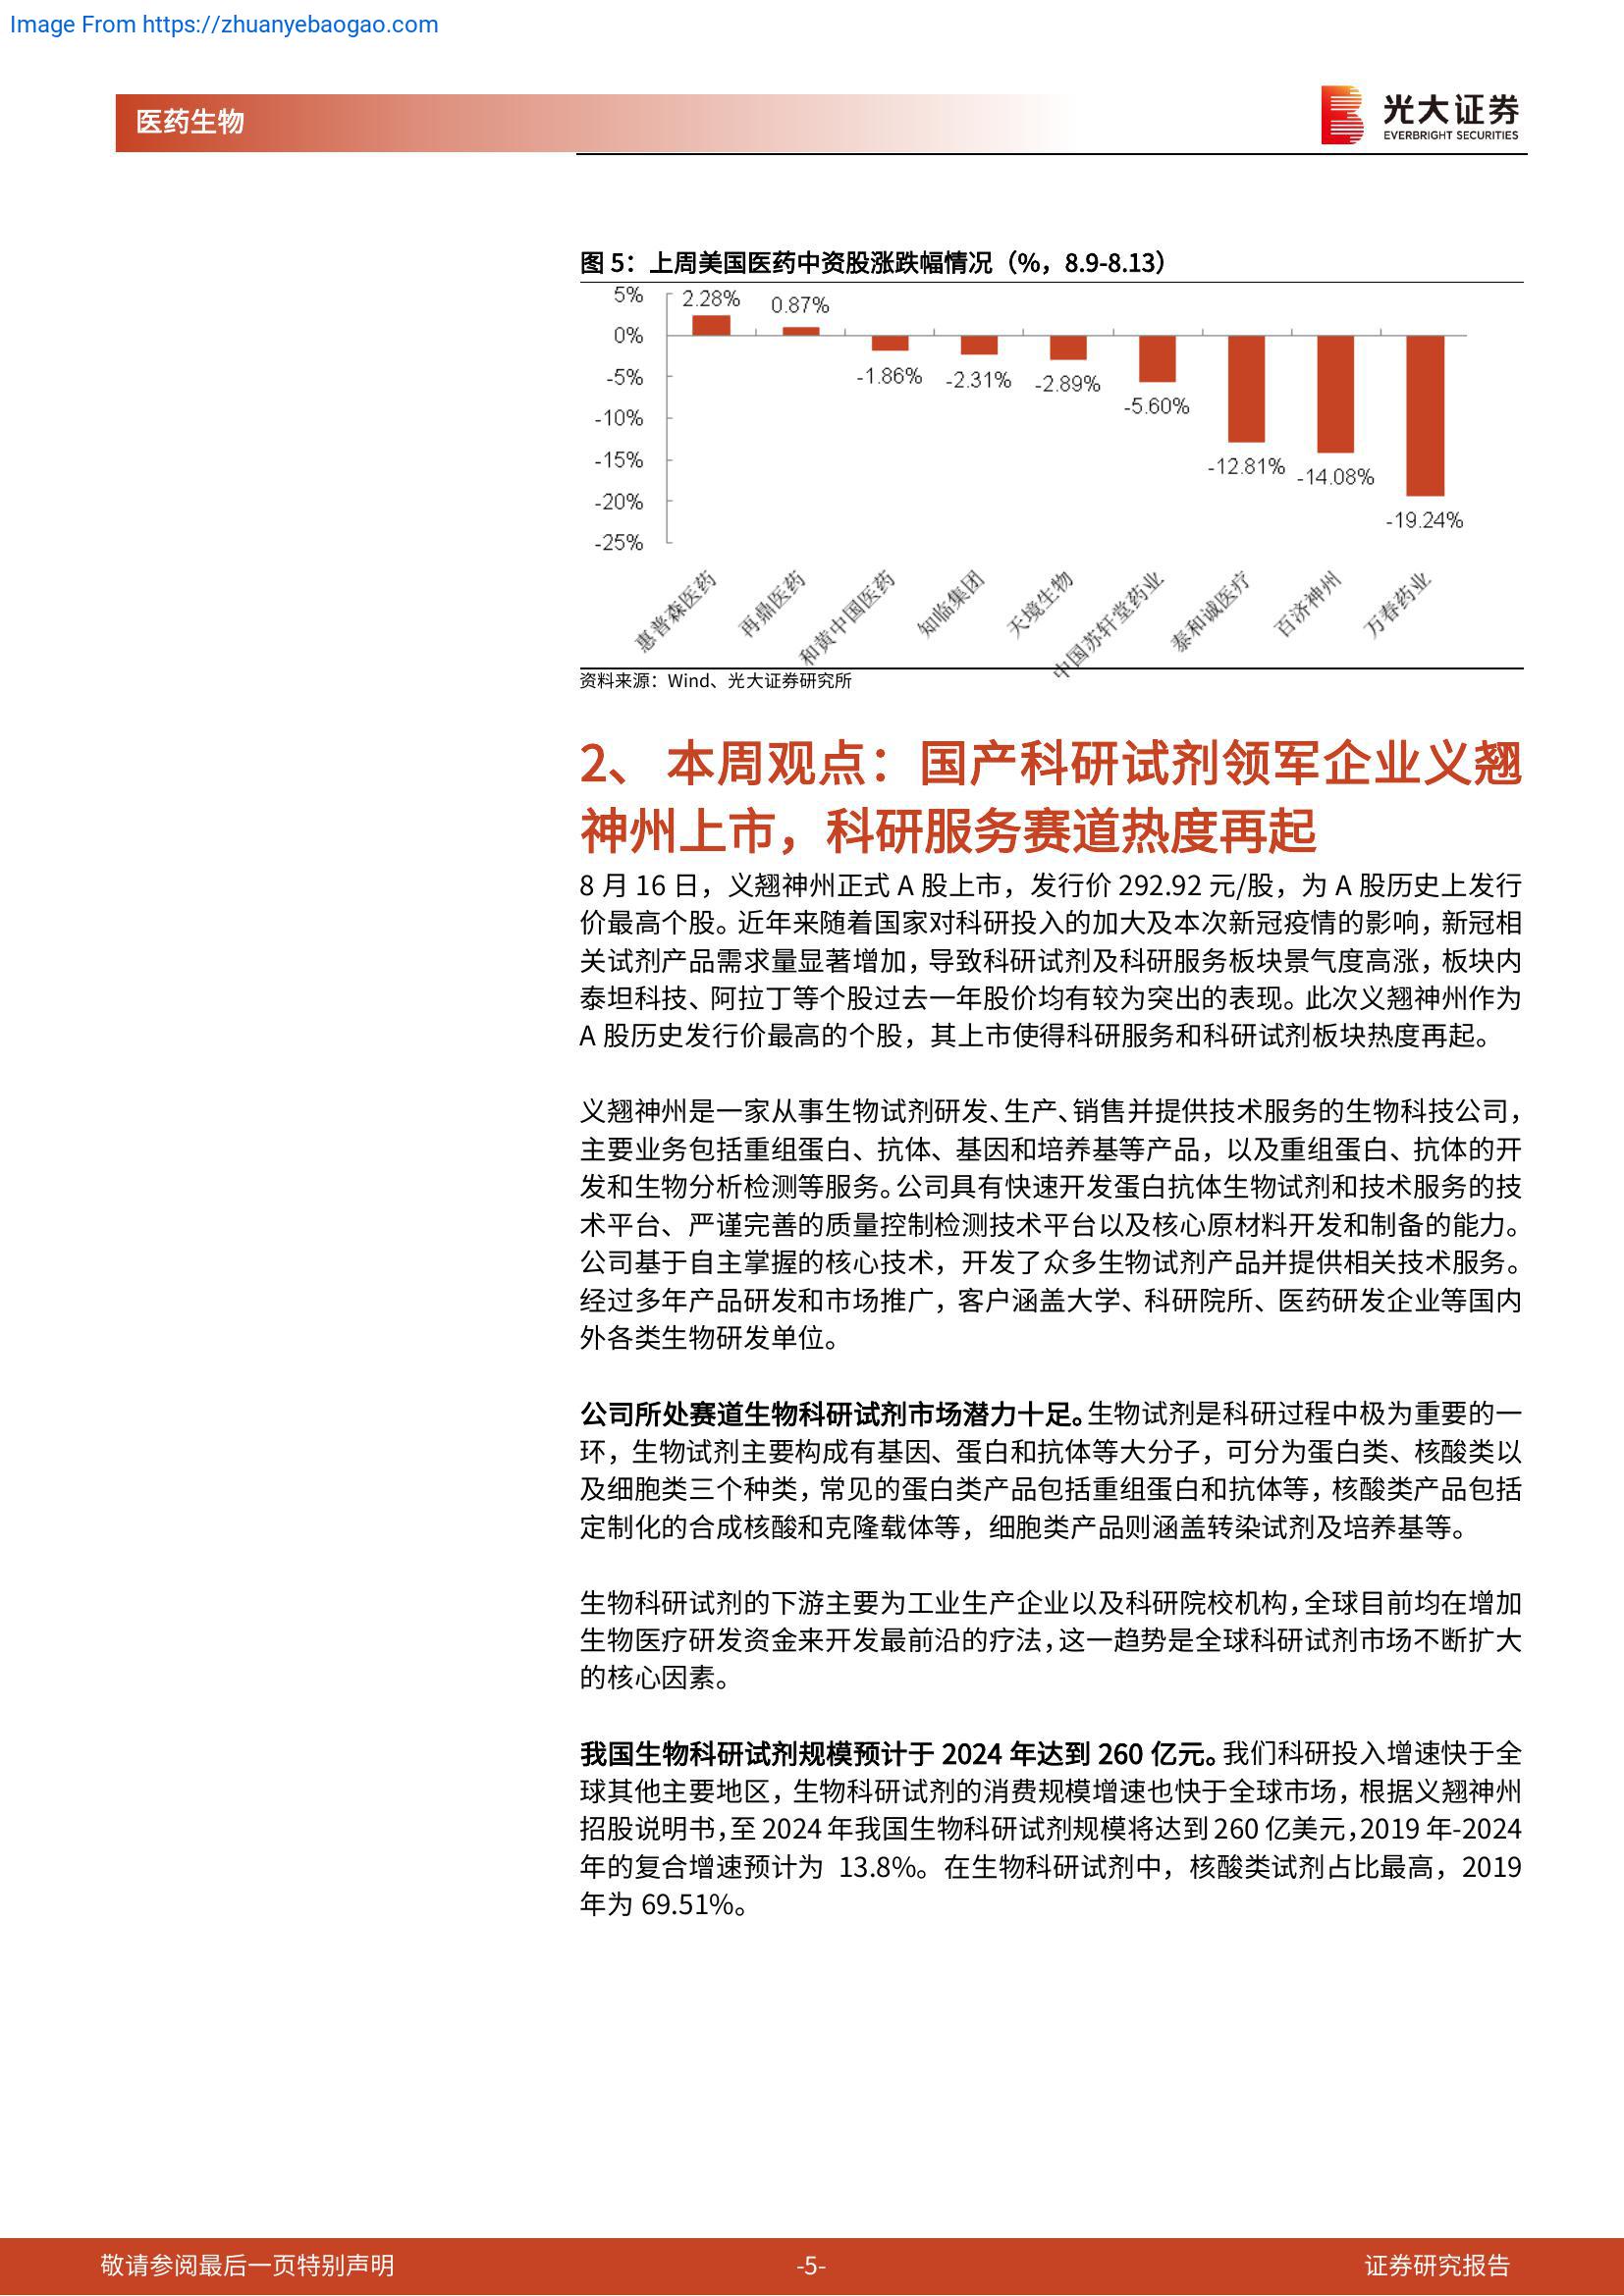 Image From https://zhuanyebaogao.com
医药生物
光大证券
EVERBRIGHT SECURITIES
图 5：上周美国医药中资股涨跌幅情况（%，8.9-8.13）
5%
0%
-5%
-10%
-15%
-20%
-25%
2.28%
0.87%
-1.86%
-2.31%
-2.89%
-5.60%
-12.81%
-14.08%
-19.24%
惠普森医药
再鼎医药
和黄中国医药
知临集团
天境生物
中国苏轩堂药业
泰和诚医疗
百济神州
万春药业
资料来源：Wind、光大证券研究所
2、 本周观点：国产科研试剂领军企业义翘
神州上市，科研服务赛道热度再起
8 月 16 日，义翘神州正式 A 股上市，发行价 292.92 元/股，为 A 股历史上发行
价最高个股。近年来随着国家对科研投入的加大及本次新冠疫情的影响，新冠相
关试剂产品需求量显著增加，导致科研试剂及科研服务板块景气度高涨，板块内
泰坦科技、阿拉丁等个股过去一年股价均有较为突出的表现。此次义翘神州作为
A 股历史发行价最高的个股，其上市使得科研服务和科研试剂板块热度再起。
义翘神州是一家从事生物试剂研发、生产、销售并提供技术服务的生物科技公司，
主要业务包括重组蛋白、抗体、基因和培养基等产品，以及重组蛋白、抗体的开
发和生物分析检测等服务。公司具有快速开发蛋白抗体生物试剂和技术服务的技
术平台、严谨完善的质量控制检测技术平台以及核心原材料开发和制备的能力。
公司基于自主掌握的核心技术，开发了众多生物试剂产品并提供相关技术服务。
经过多年产品研发和市场推广，客户涵盖大学、科研院所、医药研发企业等国内
外各类生物研发单位。
公司所处赛道生物科研试剂市场潜力十足。生物试剂是科研过程中极为重要的一
环，生物试剂主要构成有基因、蛋白和抗体等大分子，可分为蛋白类、核酸类以
及细胞类三个种类，常见的蛋白类产品包括重组蛋白和抗体等，核酸类产品包括
定制化的合成核酸和克隆载体等，细胞类产品则涵盖转染试剂及培养基等。
生物科研试剂的下游主要为工业生产企业以及科研院校机构，全球目前均在增加
生物医疗研发资金来开发最前沿的疗法，这一趋势是全球科研试剂市场不断扩大
的核心因素。
我国生物科研试剂规模预计于 2024 年达到 260 亿元。我们科研投入增速快于全
球其他主要地区，生物科研试剂的消费规模增速也快于全球市场，根据义翘神州
招股说明书，至 2024 年我国生物科研试剂规模将达到 260 亿美元，2019 年-2024
年的复合增速预计为 13.8%。在生物科研试剂中，核酸类试剂占比最高，2019
年为 69.51%。
敬请参阅最后一页特别声明
-5-
证券研究报告